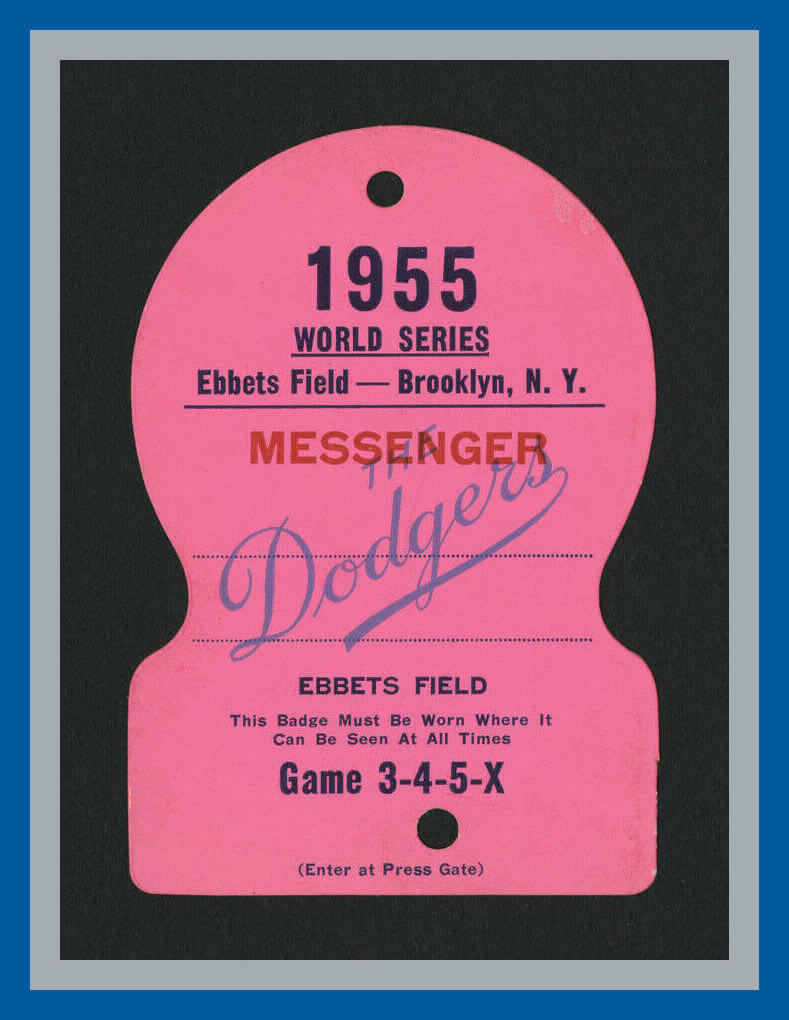 1955
WORLD SERIES
Ebbets Field — Brooklyn, N. Y.
MESSENGER
THE
Dodgers
EBBETS FIELD
This Badge Must Be Worn Where It
Can Be Seen At All Times
Game 3-4-5-X
(Enter at Press Gate)